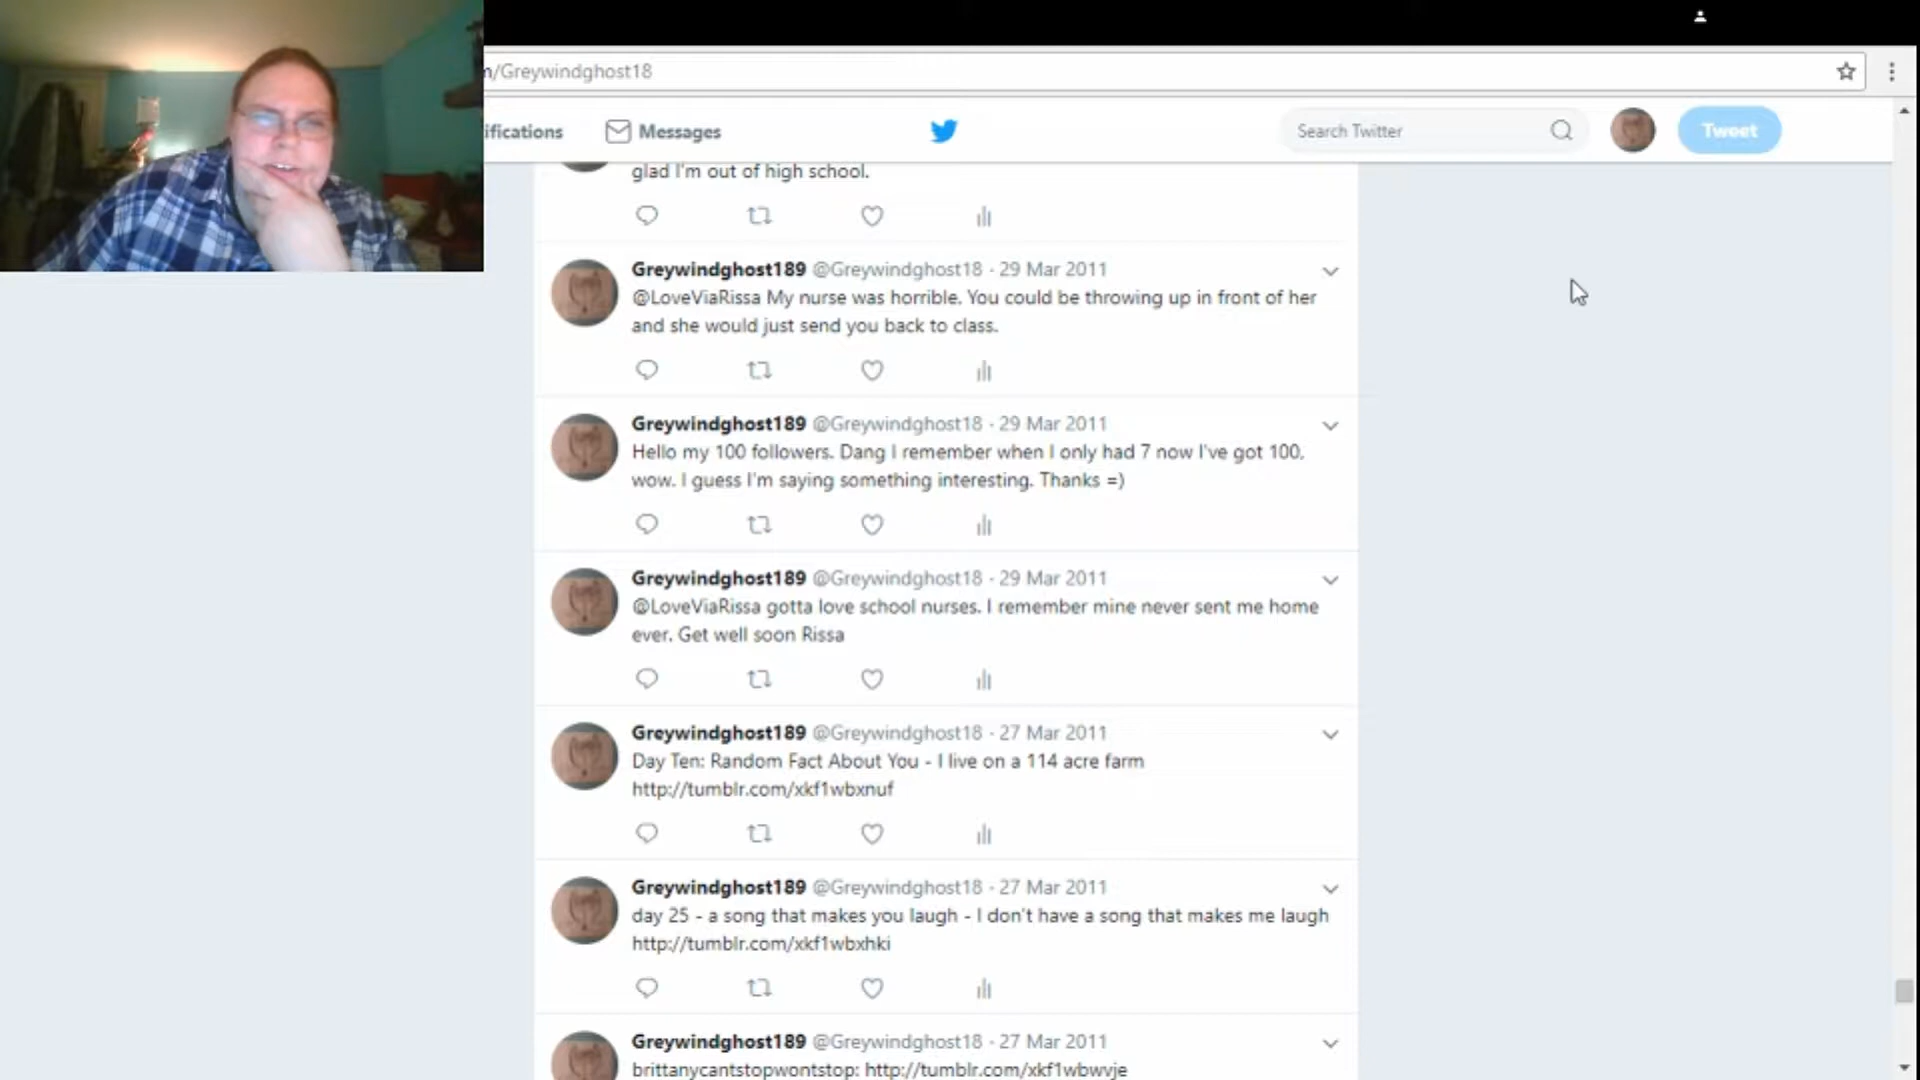 /Greywindghost18
ifications
Messages
Search Twitter
Tweet
glad I'm out of high school.
Greywindghost189 @Greywindghost18 · 29 Mar 2011
@LoveViaRissa My nurse was horrible. You could be throwing up in front of her
and she would just send you back to class.
Greywindghost189 @Greywindghost18 · 29 Mar 2011
Hello my 100 followers. Dang I remember when I only had 7 now I've got 100,
wow. I guess I'm saying something interesting. Thanks =)
Greywindghost189 @Greywindghost18 · 29 Mar 2011
@LoveViaRissa gotta love school nurses. I remember mine never sent me home
ever. Get well soon Rissa
Greywindghost189 @Greywindghost18 · 27 Mar 2011
Day Ten: Random Fact About You - I live on a 114 acre farm
http://tumblr.com/xkf1wbxnuf
Greywindghost189 @Greywindghost18 · 27 Mar 2011
day 25 - a song that makes you laugh - I don't have a song that makes me laugh
http://tumblr.com/xkf1wbxhki
Greywindghost189 @Greywindghost18 · 27 Mar 2011
brittanycantstopwontstop: http://tumblr.com/xkf1wbwvje